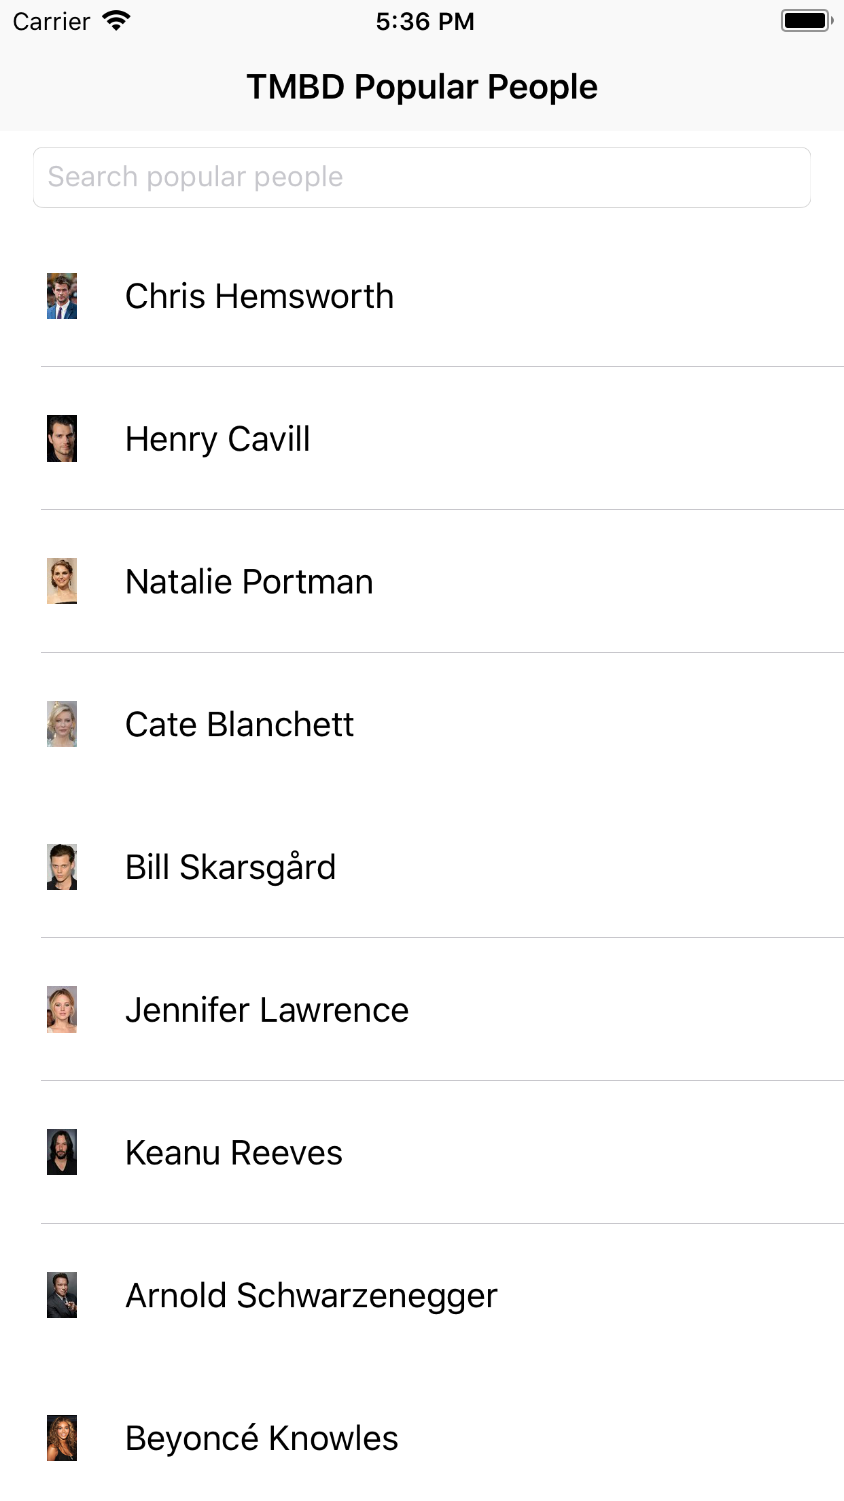 Carrier 5:36 PM
TMBD Popular People
Search popular people
Chris Hemsworth
Henry Cavill
Natalie Portman
Cate Blanchett
Bill Skarsgård
Jennifer Lawrence
Keanu Reeves
Arnold Schwarzenegger
Beyoncé Knowles